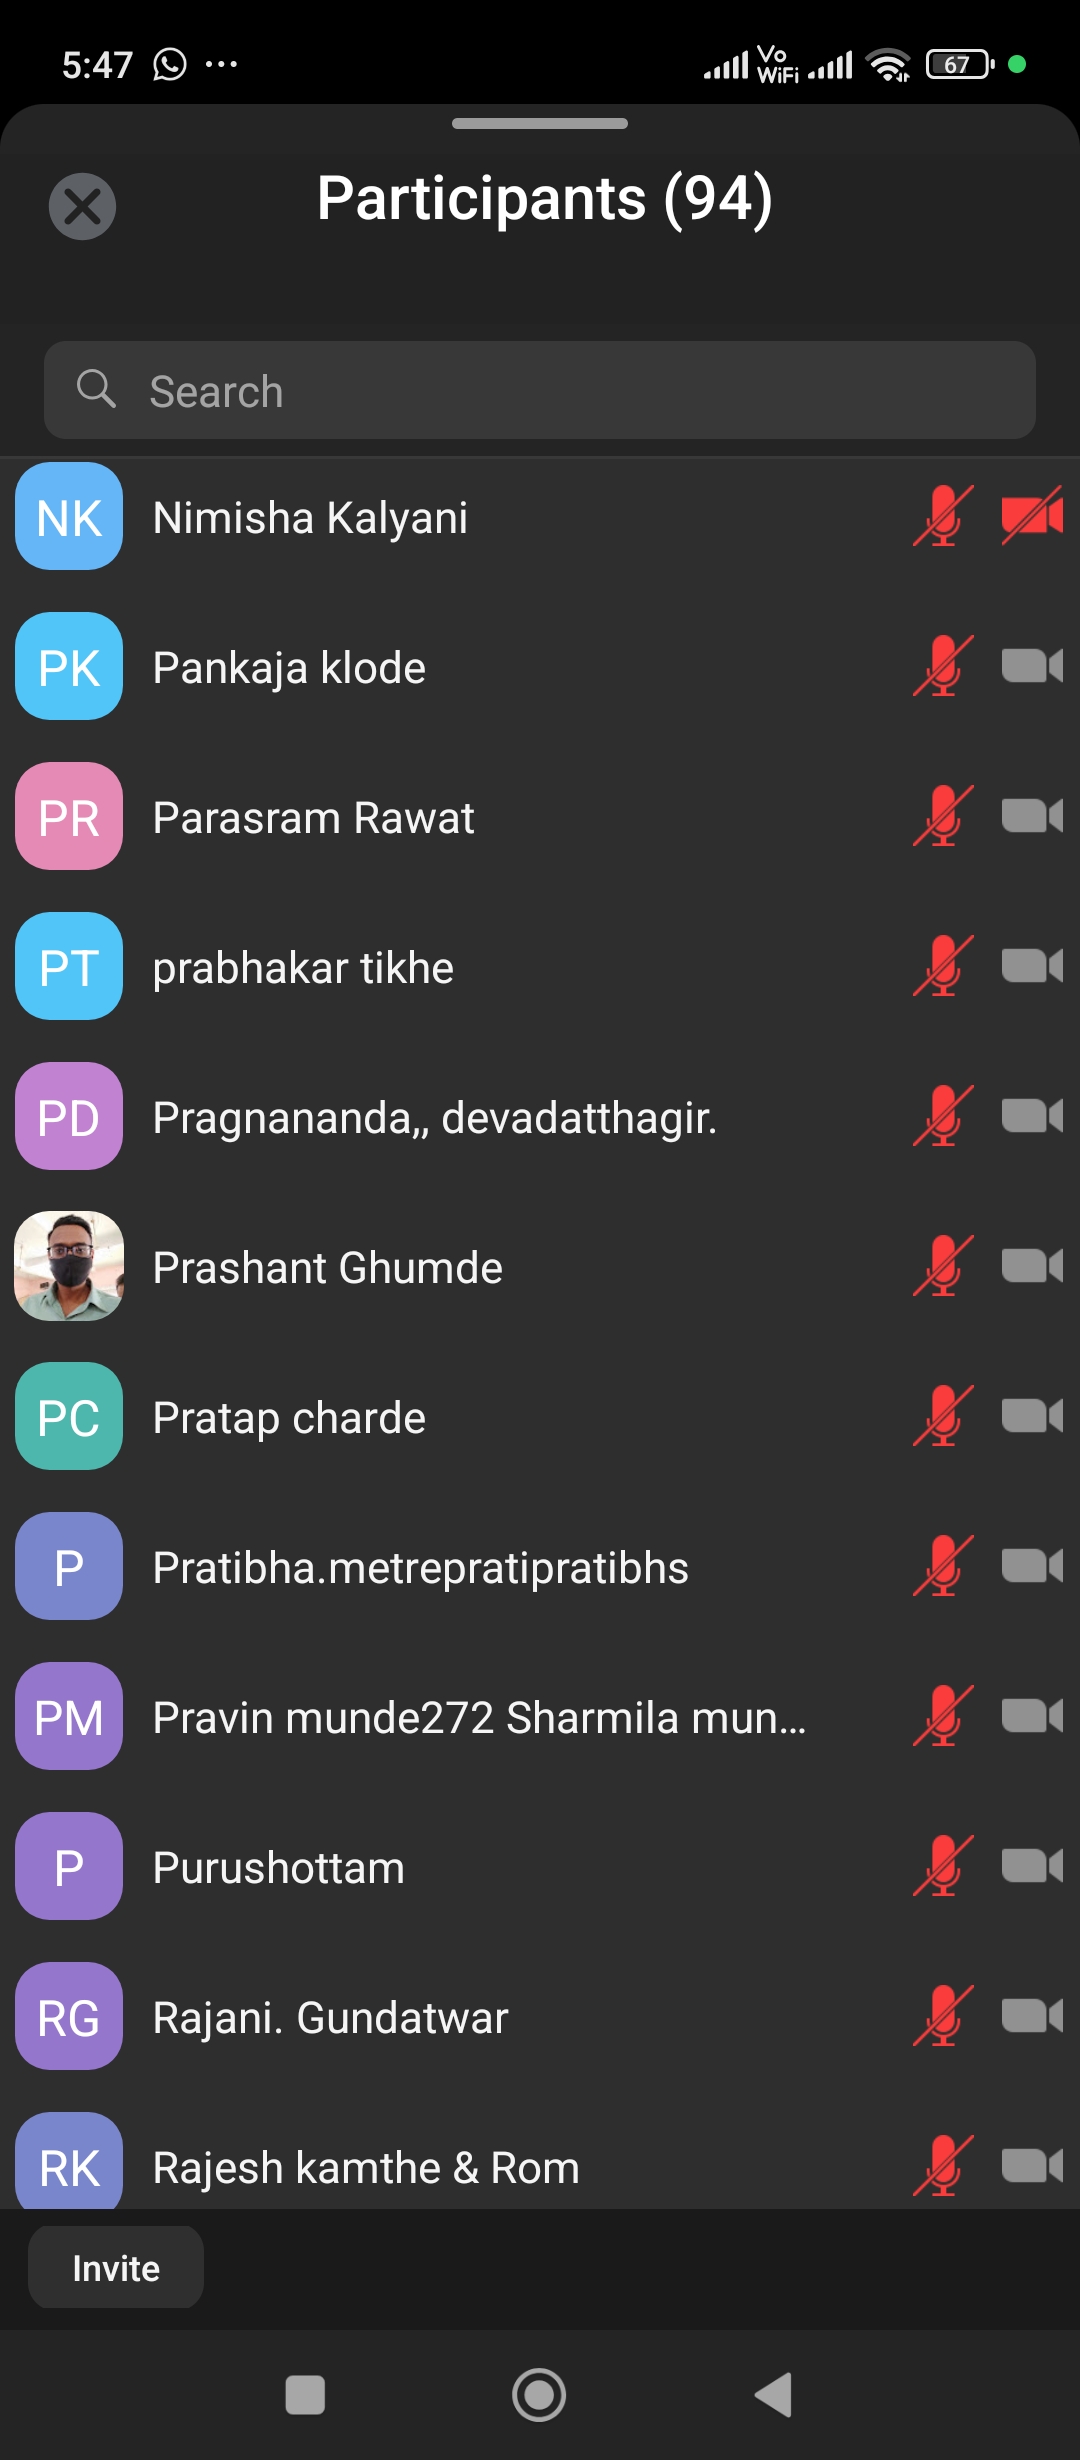 5:47 ... Vo WiFi 67
Participants (94)
Search
NK Nimisha Kalyani
PK Pankaja klode
PR Parasram Rawat
PT prabhakar tikhe
PD Pragnananda,, devadatthagir.
Prashant Ghumde
PC Pratap charde
P Pratibha.metrepratipratibhs
PM Pravin munde272 Sharmila mun...
P Purushottam
RG Rajani. Gundatwar
RK Rajesh kamthe & Rom
Invite